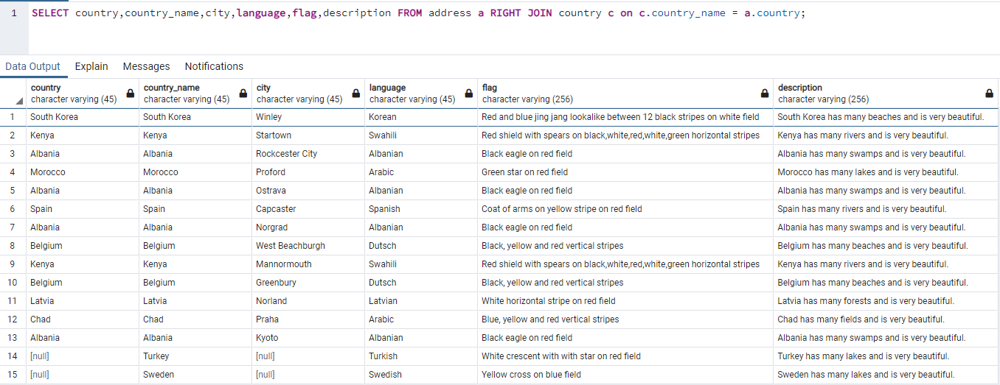 1 SELECT country,country_name,city,language,flag,description FROM address a RIGHT JOIN country c on c.country_name = a.country;
Data Output Explain Messages Notifications
country country_name city language flag description
character varying (45) character varying (45) character varying (45) character varying (45) character varying (256) character varying (256)
1 South Korea South Korea Winley Korean Red and blue jing jang lookalike between 12 black stripes on white field South Korea has many beaches and is very beautiful.
2 Kenya Kenya Startown Swahili Red shield with spears on black,white,red,white,green horizontal stripes Kenya has many rivers and is very beautiful.
3 Albania Albania Rockcester City Albanian Black eagle on red field Albania has many swamps and is very beautiful.
4 Morocco Morocco Proford Arabic Green star on red field Morocco has many lakes and is very beautiful.
5 Albania Albania Ostrava Albanian Black eagle on red field Albania has many swamps and is very beautiful.
6 Spain Spain Capcaster Spanish Coat of arms on yellow stripe on red field Spain has many rivers and is very beautiful.
7 Albania Albania Norgrad Albanian Black eagle on red field Albania has many swamps and is very beautiful.
8 Belgium Belgium West Beachburgh Dutsch Black, yellow and red vertical stripes Belgium has many beaches and is very beautiful.
9 Kenya Kenya Mannormouth Swahili Red shield with spears on black,white,red,white,green horizontal stripes Kenya has many rivers and is very beautiful.
10 Belgium Belgium Greenbury Dutsch Black, yellow and red vertical stripes Belgium has many beaches and is very beautiful.
11 Latvia Latvia Norland Latvian White horizontal stripe on red field Latvia has many forests and is very beautiful.
12 Chad Chad Praha Arabic Blue, yellow and red vertical stripes Chad has many fields and is very beautiful.
13 Albania Albania Kyoto Albanian Black eagle on red field Albania has many swamps and is very beautiful.
14 [null] Turkey [null] Turkish White crescent with with star on red field Turkey has many lakes and is very beautiful.
15 [null] Sweden [null] Swedish Yellow cross on blue field Sweden has many lakes and is very beautiful.